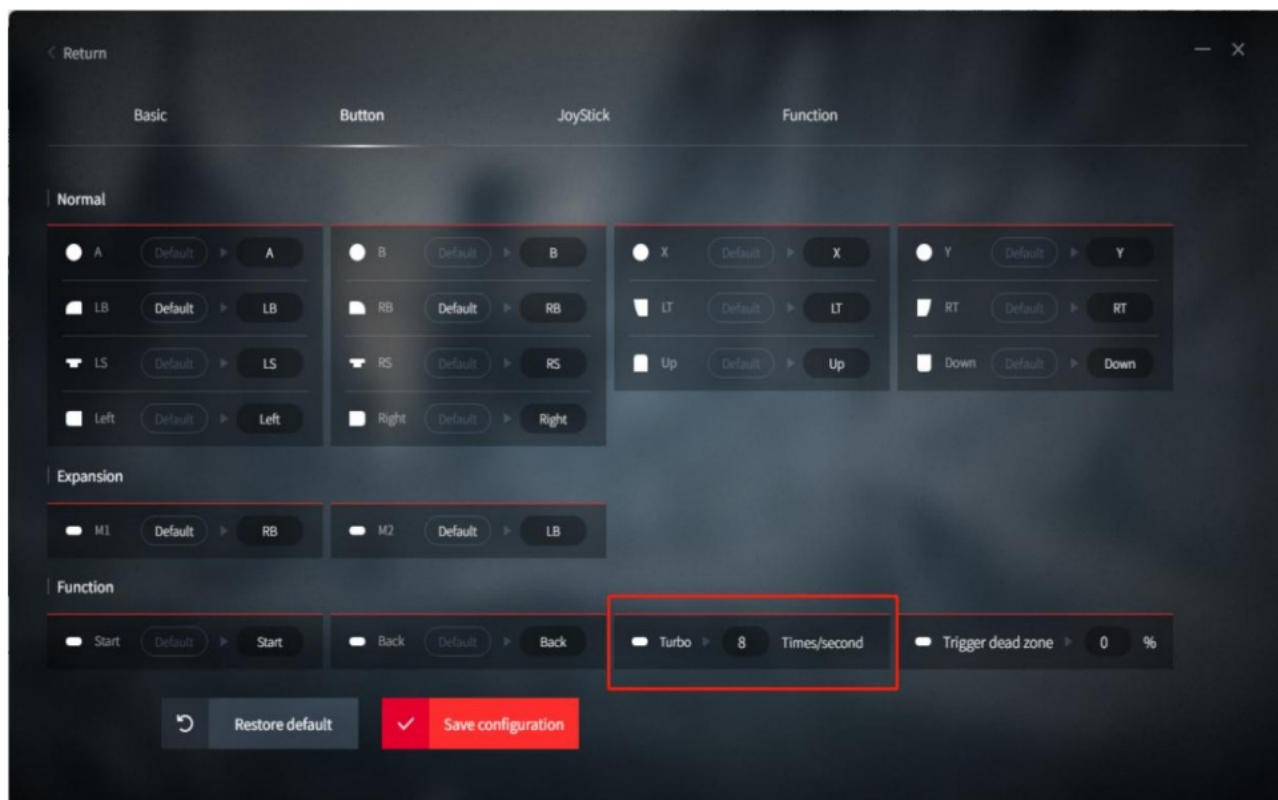 Return
Basic Button JoyStick Function
Normal
A Default A B Default B X Default X Y Default Y
LB Default LB RB Default RB LT Default LT RT Default RT
LS Default LS RS Default RS Up Default Up Down Default Down
Left Default Left Right Default Right
Expansion
M1 Default RB M2 Default LB
Function
Start Default Start Back Default Back Turbo 8 Times/second Trigger dead zone 0 %
Restore default Save configuration